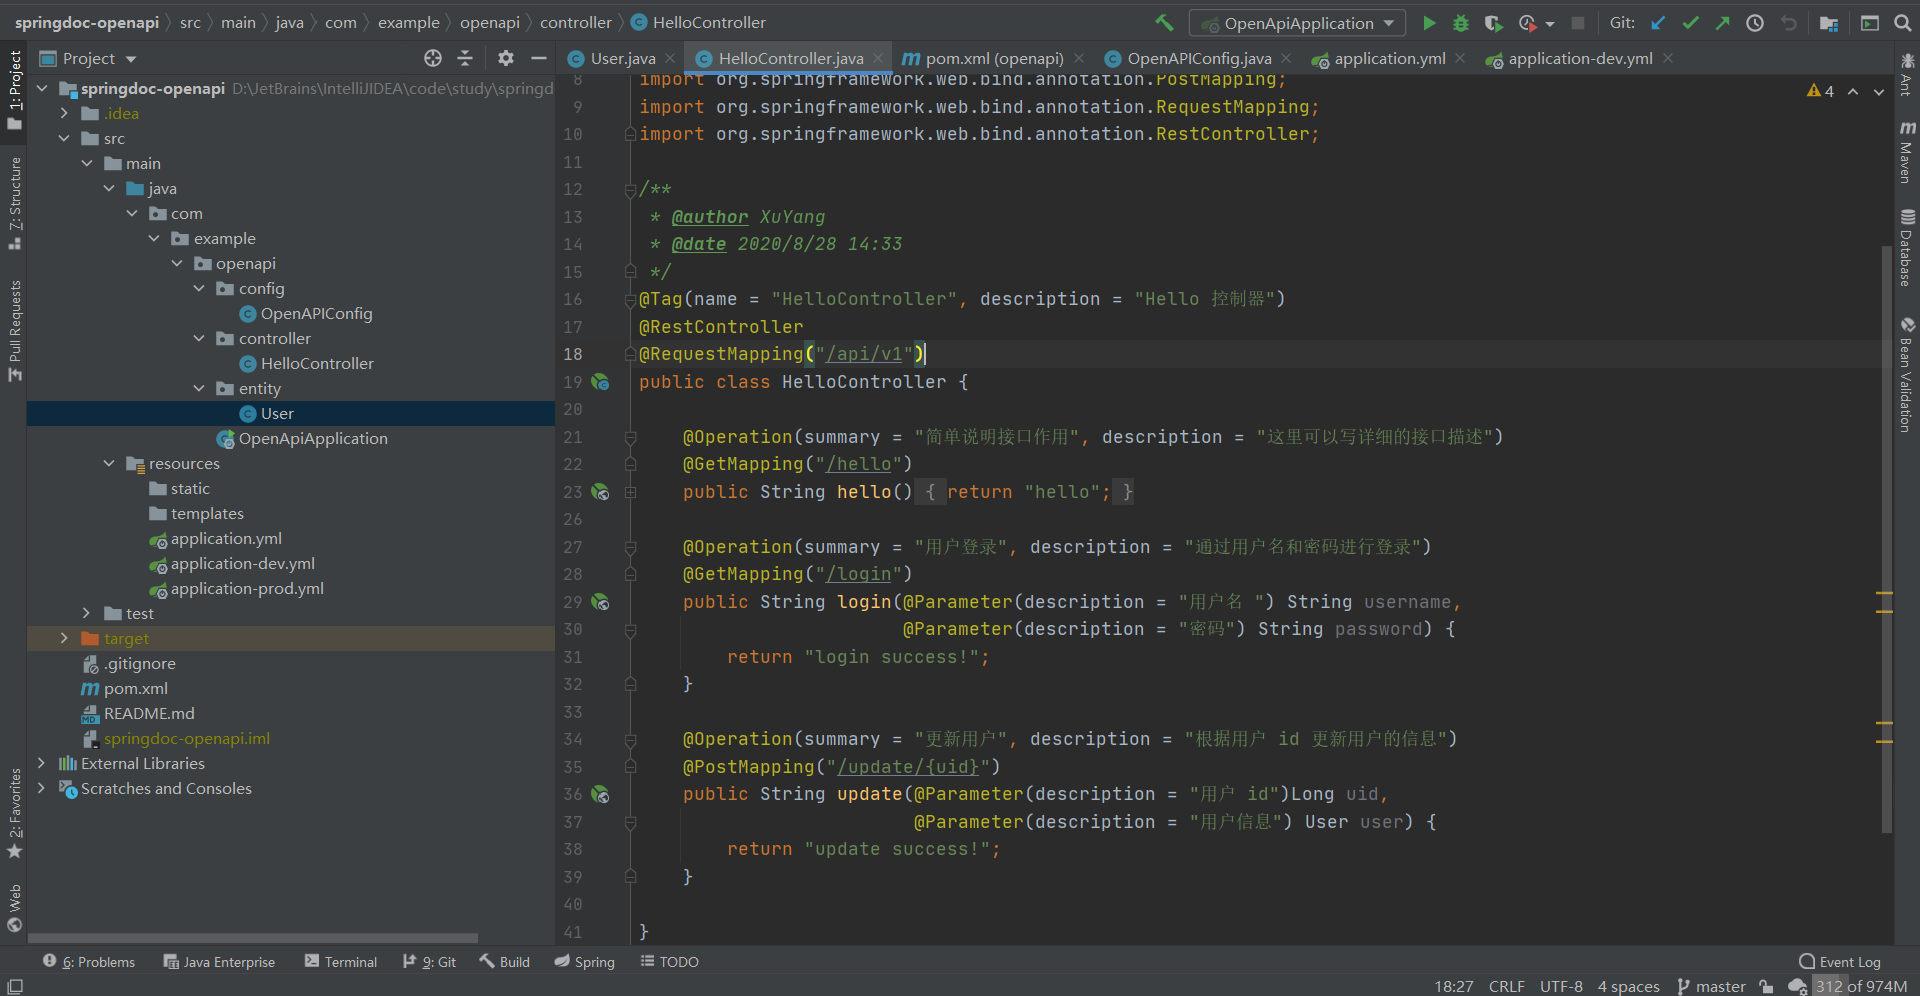 springdoc-openapi src main java com example openapi controller HelloController OpenApiApplication Git:
1: Project
7: Structure
Pull Requests
2: Favorites
Web
Project
springdoc-openapi D:\JetBrains\IntelliJIDEA\code\study\springd
.idea
src
main
java
com
example
openapi
config
OpenAPIConfig
controller
HelloController
entity
User
OpenApiApplication
resources
static
templates
application.yml
application-dev.yml
application-prod.yml
test
target
.gitignore
pom.xml
README.md
springdoc-openapi.iml
External Libraries
Scratches and Consoles
User.java HelloController.java pom.xml (openapi) OpenAPIConfig.java application.yml application-dev.yml
4
8 import org.springframework.web.bind.annotation.PostMapping;
9 import org.springframework.web.bind.annotation.RequestMapping;
10 import org.springframework.web.bind.annotation.RestController;
11
12 /**
13 * @author XuYang
14 * @date 2020/8/28 14:33
15 */
16 @Tag(name = "HelloController", description = "Hello 控制器")
17 @RestController
18 @RequestMapping("/api/v1")
19 public class HelloController {
20
21 @Operation(summary = "简单说明接口作用", description = "这里可以写详细的接口描述")
22 @GetMapping("/hello")
23 public String hello() { return "hello"; }
26
27 @Operation(summary = "用户登录", description = "通过用户名和密码进行登录")
28 @GetMapping("/login")
29 public String login(@Parameter(description = "用户名 ") String username,
30 @Parameter(description = "密码") String password) {
31 return "login success!";
32 }
33
34 @Operation(summary = "更新用户", description = "根据用户 id 更新用户的信息")
35 @PostMapping("/update/{uid}")
36 public String update(@Parameter(description = "用户 id")Long uid,
37 @Parameter(description = "用户信息") User user) {
38 return "update success!";
39 }
40
41 }
Ant
Maven
Database
Bean Validation
6: Problems Java Enterprise Terminal 9: Git Build Spring TODO Event Log
18:27 CRLF UTF-8 4 spaces master 312 of 974M